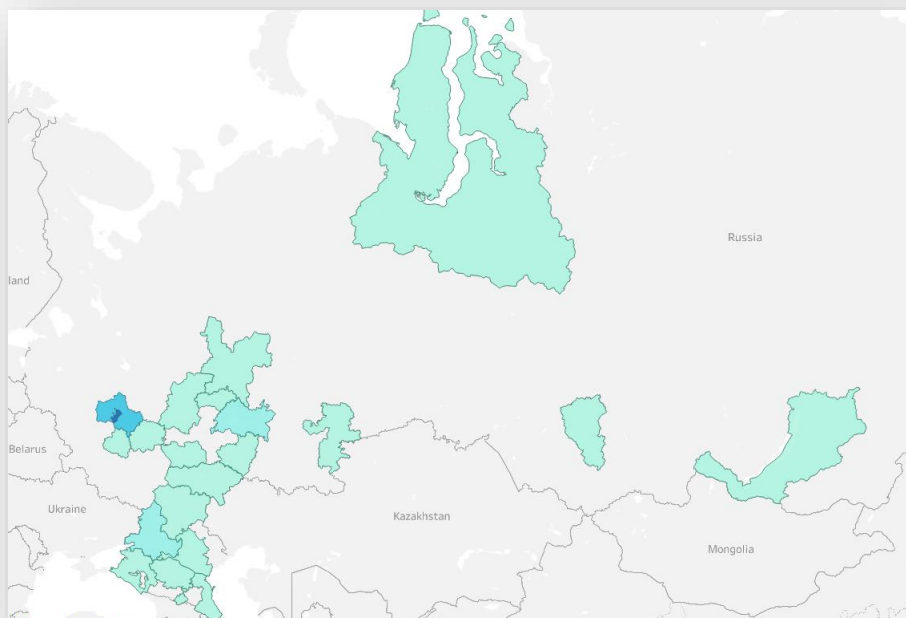 Russia
land
Belarus
Ukraine
Kazakhstan
Mongolia